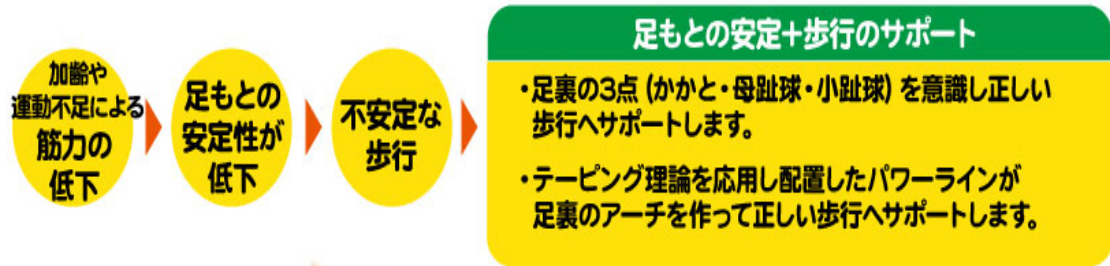 加齢や
運動不足による
筋力の
低下
足もとの
安定性が
低下
不安定な
歩行
足もとの安定+歩行のサポート
・足裏の3点(かかと・母趾球・小趾球)を意識し正しい
歩行へサポートします。
・テーピング理論を応用し配置したパワーラインが
足裏のアーチを作って正しい歩行へサポートします。